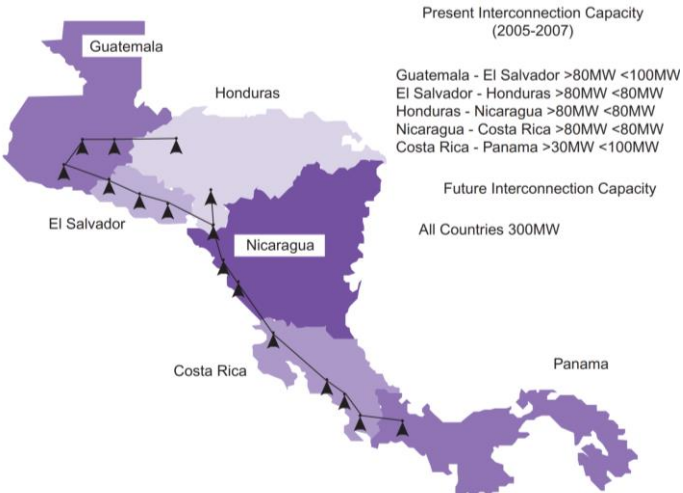 Present Interconnection Capacity
(2005-2007)
Guatemala
Guatemala - El Salvador >80MW <100MW
El Salvador - Honduras >80MW <80MW
Honduras - Nicaragua >80MW <80MW
Nicaragua - Costa Rica >80MW <80MW
Costa Rica - Panama >30MW <100MW
Honduras
Future Interconnection Capacity
El Salvador
All Countries 300MW
Nicaragua
Costa Rica
Panama